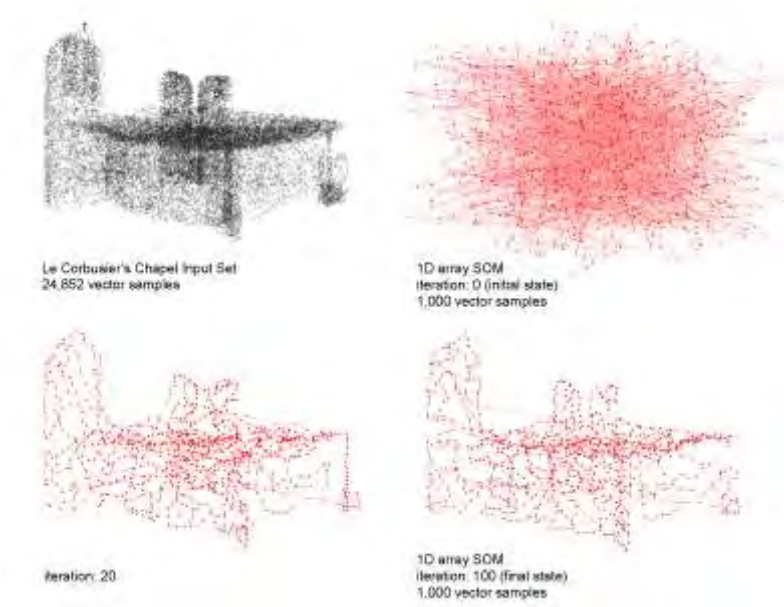 Le Corbusier's Chapel Input Set
24,852 vector samples
1D array SOM
iteration: 0 (initial state)
1,000 vector samples
iteration: 20
1D array SOM
iteration: 100 (final state)
1,000 vector samples